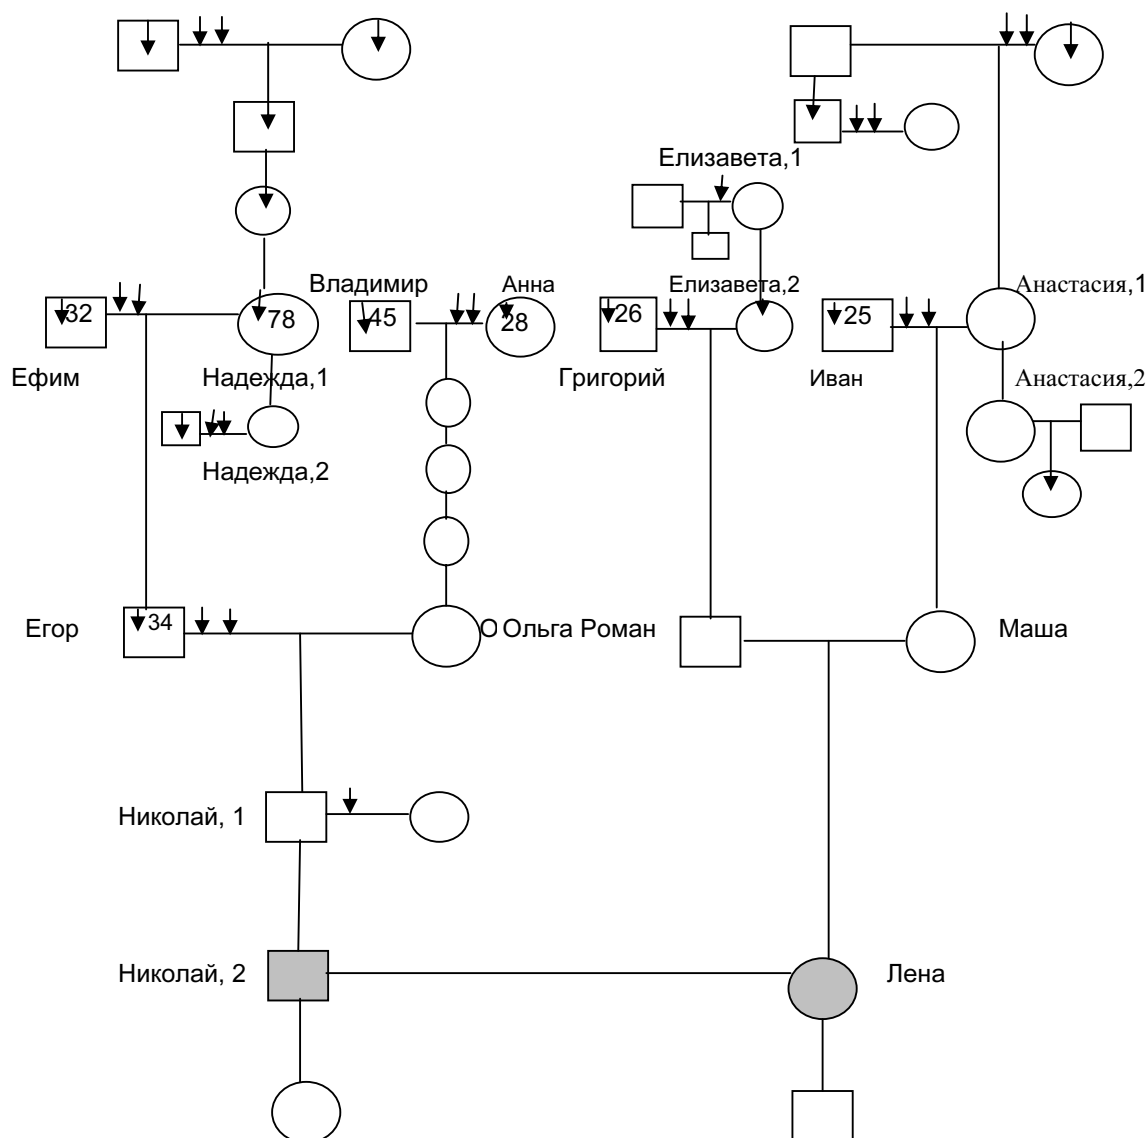 Елизавета,1
Владимир
Анна
Елизавета,2
Анастасия,1
32
78
45
28
26
25
Ефим
Надежда,1
Григорий
Иван
Анастасия,2
Надежда,2
Егор
34
О Ольга Роман
Маша
Николай, 1
Николай, 2
Лена